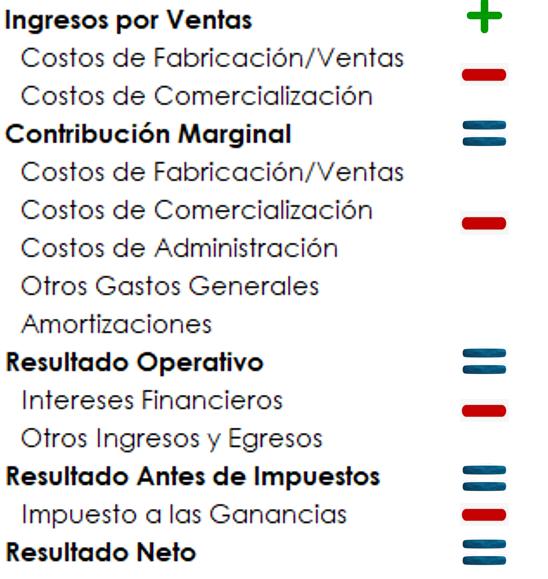 Ingresos por Ventas
Costos de Fabricación/Ventas
Costos de Comercialización
Contribución Marginal
Costos de Fabricación/Ventas
Costos de Comercialización
Costos de Administración
Otros Gastos Generales
Amortizaciones
Resultado Operativo
Intereses Financieros
Otros Ingresos y Egresos
Resultado Antes de Impuestos
Impuesto a las Ganancias
Resultado Neto